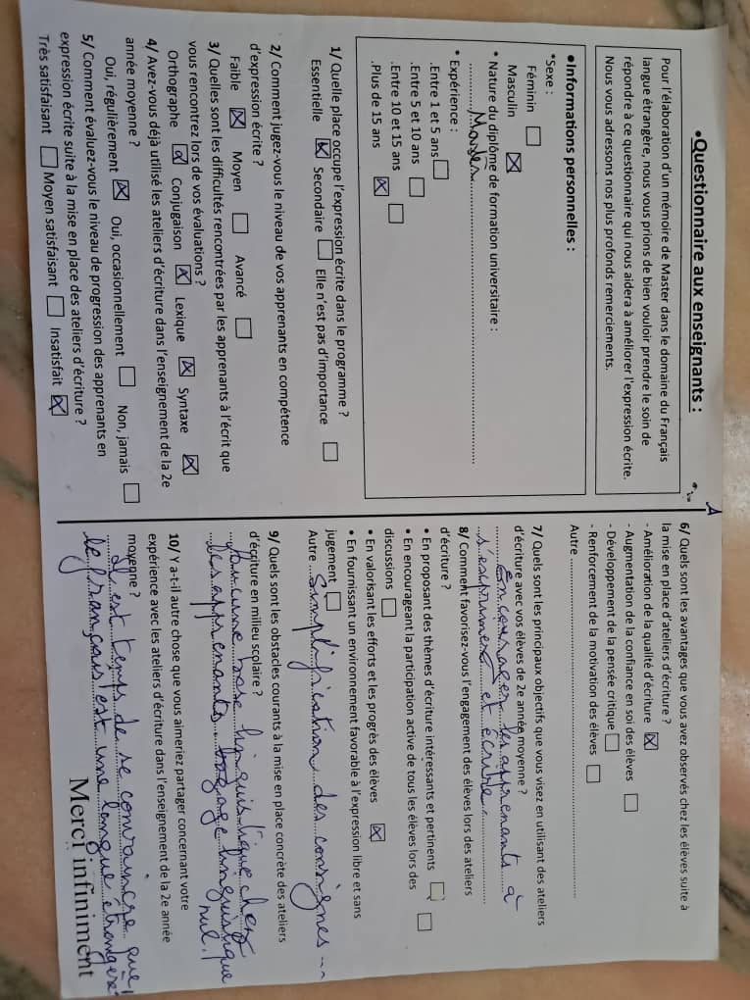 •Questionnaire aux enseignants :
Pour l'élaboration d'un mémoire de Master dans le domaine du Français
langue étrangère, nous vous prions de bien vouloir prendre le soin de
répondre à ce questionnaire qui nous aidera à améliorer l'expression écrite.
Nous vous adressons nos plus profonds remerciements.
•Informations personnelles :
*Sexe :
Féminin ☐
Masculin ☒
* Nature du diplôme de formation universitaire :
Master
* Expérience :
.Entre 1 et 5 ans ☐
.Entre 5 et 10 ans ☐
.Entre 10 et 15 ans ☐
.Plus de 15 ans ☒
1/ Quelle place occupe l'expression écrite dans le programme ?
Essentielle ☒ Secondaire ☐ Elle n'est pas d'importance ☐
2/ Comment jugez-vous le niveau de vos apprenants en compétence
d'expression écrite ?
Faible ☒ Moyen ☐ Avancé ☐
3/ Quelles sont les difficultés rencontrées par les apprenants à l'écrit que
vous rencontrez lors de vos évaluations ?
Orthographe ☒ Conjugaison ☒ Lexique ☒ Syntaxe ☒
4/ Avez-vous déjà utilisé les ateliers d'écriture dans l'enseignement de la 2e
année moyenne ?
Oui, régulièrement ☒ Oui, occasionnellement ☐ Non, jamais ☐
5/ Comment évaluez-vous le niveau de progression des apprenants en
expression écrite suite à la mise en place des ateliers d'écriture ?
Très satisfaisant ☐ Moyen satisfaisant ☐ Insatisfait ☒
6/ Quels sont les avantages que vous avez observés chez les élèves suite à
la mise en place d'ateliers d'écriture ?
- Amélioration de la qualité d'écriture ☒
- Augmentation de la confiance en soi des élèves ☐
- Développement de la pensée critique ☐
- Renforcement de la motivation des élèves ☐
Autre
7/ Quels sont les principaux objectifs que vous visez en utilisant des ateliers
d'écriture avec vos élèves de 2e année moyenne ?
Encourager les apprenants à
s'exprimer et écrire.
8/ Comment favorisez-vous l'engagement des élèves lors des ateliers
d'écriture ?
• En proposant des thèmes d'écriture intéressants et pertinents ☐
• En encourageant la participation active de tous les élèves lors des ☐
discussions ☐
• En valorisant les efforts et les progrès des élèves ☒
• En fournissant un environnement favorable à l'expression libre et sans
jugement ☐
Autre Simplification des consignes
9/ Quels sont les obstacles courants à la mise en place concrète des ateliers
d'écriture en milieu scolaire ?
Aucune base linguistique chez
les apprenants bagage linguistique
nul.
10/ Y a-t-il autre chose que vous aimeriez partager concernant votre
expérience avec les ateliers d'écriture dans l'enseignement de la 2e année
moyenne ?
Il est temps de se convaincre que
le français est une langue étrangère
Merci infiniment